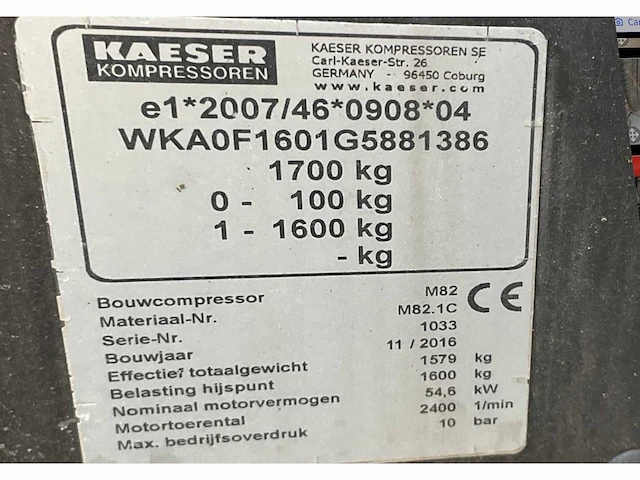 KAESER
KOMPRESSOREN
KAESER KOMPRESSOREN SE
Carl-Kaeser-Str. 26
GERMANY - 96450 Coburg
www.kaeser.com
e1*2007/46*0908*04
WKA0F1601G5881386
1700 kg
0 - 100 kg
1 - 1600 kg
- kg
Bouwcompressor M82
Materiaal-Nr. M82.1C
Serie-Nr. 1033
Bouwjaar 11 / 2016
Effectief totaalgewicht 1579 kg
Belasting hijspunt 1600 kg
Nominaal motorvermogen 54,6 kW
Motortoerental 2400 1/min
Max. bedrijfsoverdruk 10 bar
CE